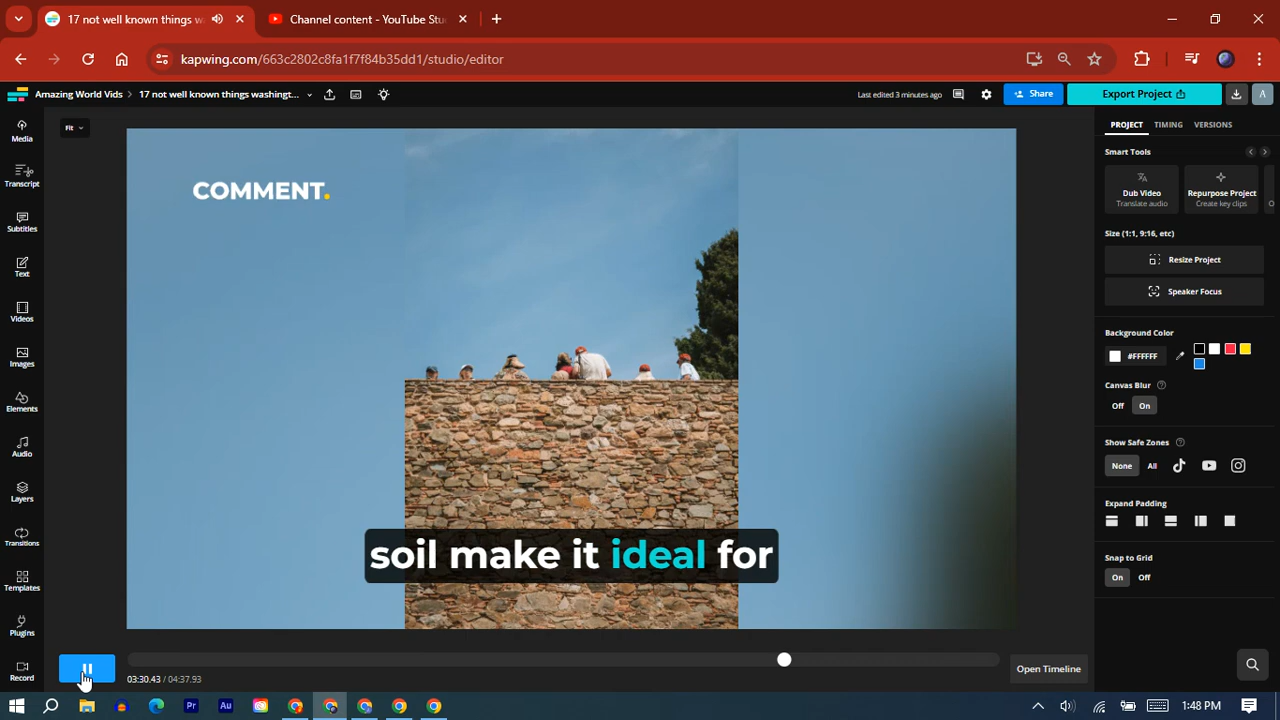 17 not well known things wa
Channel content - YouTube Stu
kapwing.com/663c2802c8fa1f7f84b35dd1/studio/editor
Amazing World Vids
17 not well known things washingt...
Last edited 3 minutes ago
Share
Export Project
A
Media
Transcript
Subtitles
Text
Videos
Images
Elements
Audio
Layers
Transitions
Templates
Plugins
Record
Fit
COMMENT.
soil make it ideal for
03:30.43 / 04:37.93
Open Timeline
PROJECT
TIMING
VERSIONS
Smart Tools
Dub Video
Translate audio
Repurpose Project
Create key clips
Size (1:1, 9:16, etc)
Resize Project
Speaker Focus
Background Color
#FFFFFF
Canvas Blur
Off
On
Show Safe Zones
None
All
Expand Padding
Snap to Grid
On
Off
Pr
Au
1:48 PM